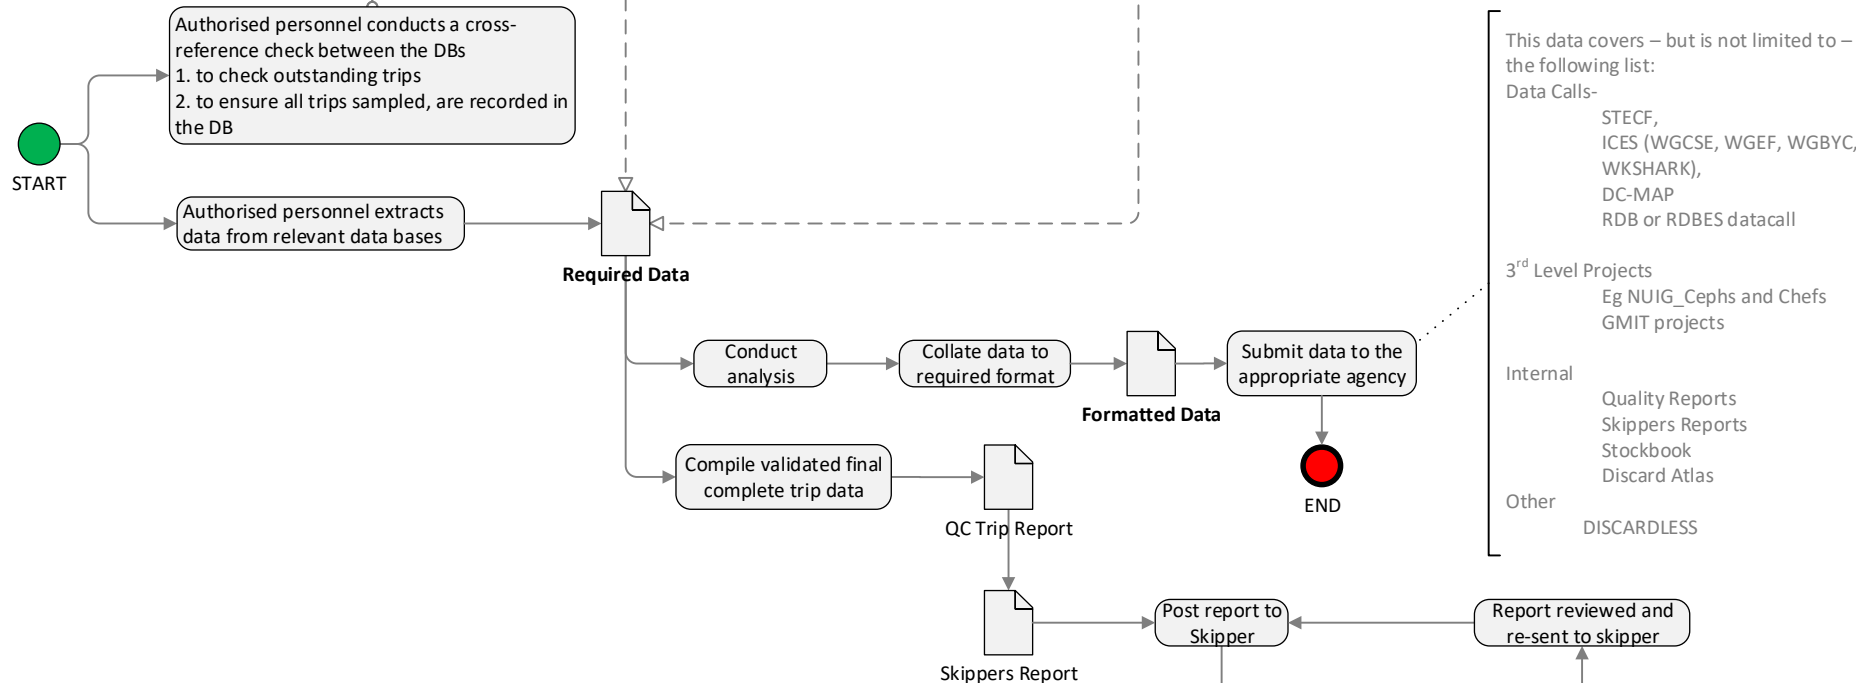 Authorised personnel conducts a cross-
reference check between the DBs
1. to check outstanding trips
2. to ensure all trips sampled, are recorded in
the DB
START
Authorised personnel extracts
data from relevant data bases
Required Data
Conduct
analysis
Collate data to
required format
Formatted Data
Submit data to the
appropriate agency
END
Compile validated final
complete trip data
QC Trip Report
Skippers Report
Post report to
Skipper
Report reviewed and
re-sent to skipper
This data covers – but is not limited to –
the following list:
Data Calls-
STECF,
ICES (WGCSE, WGEF, WGBYC,
WKSHARK),
DC-MAP
RDB or RDBES datacall
3rd Level Projects
Eg NUIG_Cephs and Chefs
GMIT projects
Internal
Quality Reports
Skippers Reports
Stockbook
Discard Atlas
Other
DISCARDLESS